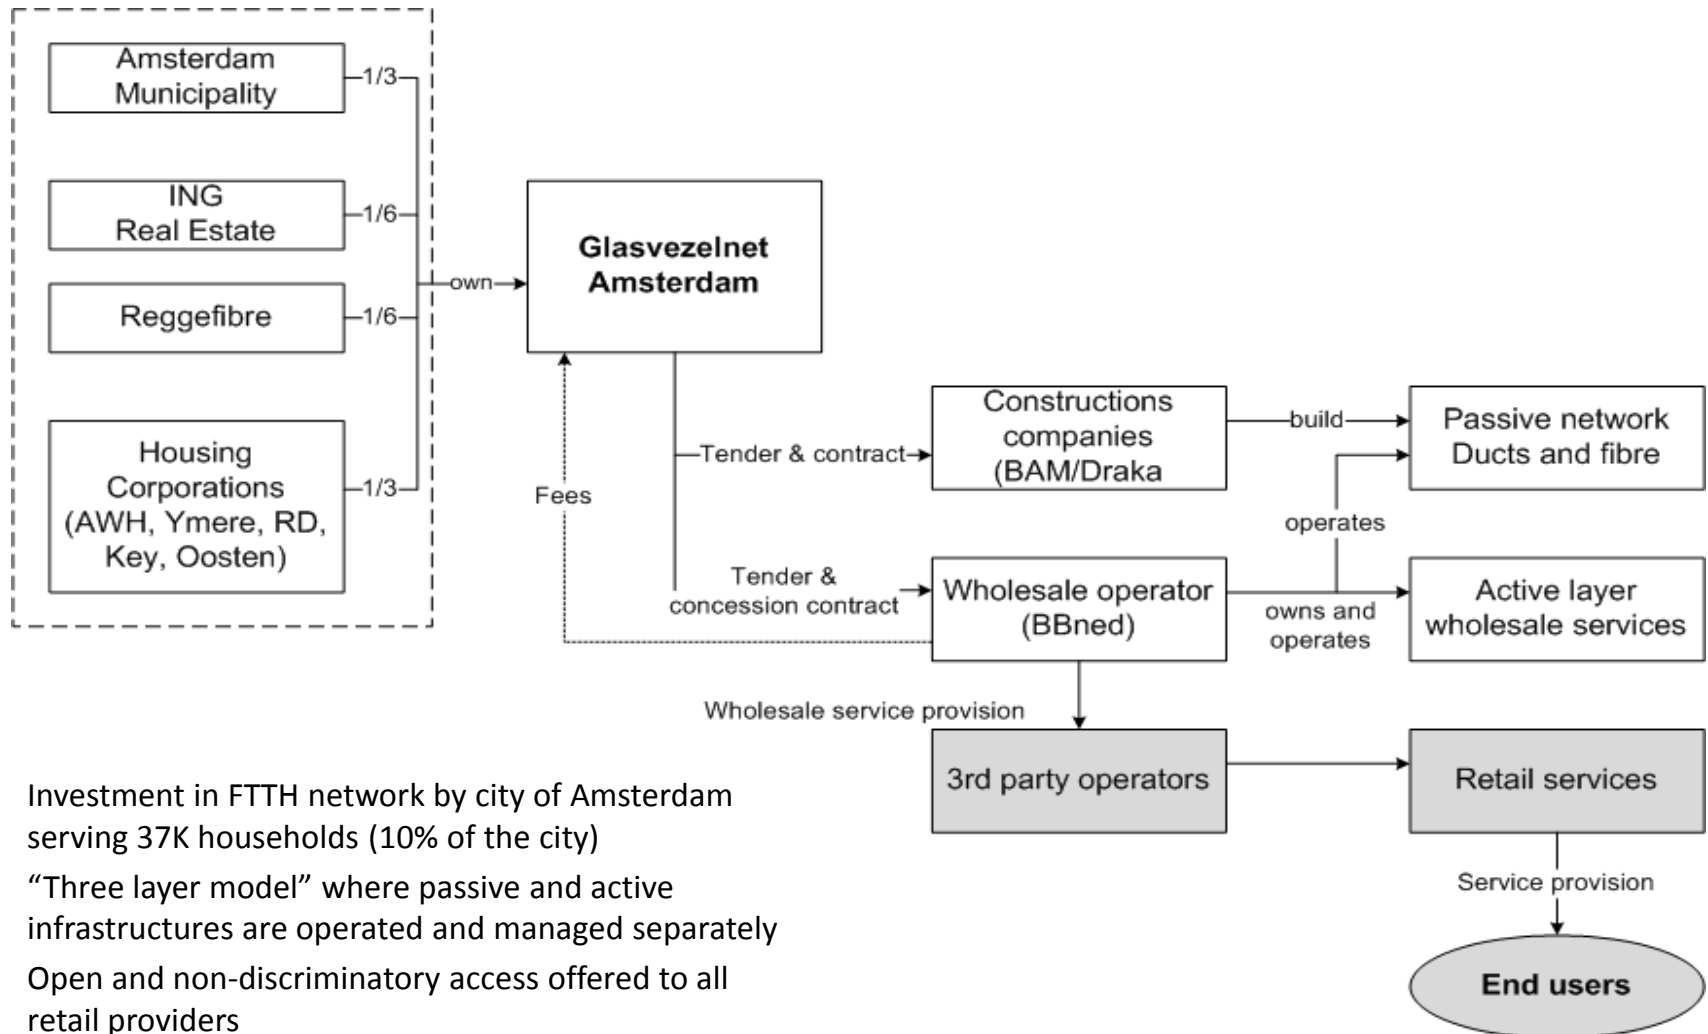 Amsterdam
Municipality
1/3
ING
Real Estate
1/6
Reggefibre
1/6
Housing
Corporations
(AWH, Ymere, RD,
Key, Oosten)
1/3
own
Glasvezelnet
Amsterdam
Fees
Tender & contract
Constructions
companies
(BAM/Draka
build
Passive network
Ducts and fibre
operates
Tender &
concession contract
Wholesale operator
(BBned)
owns and
operates
Active layer
wholesale services
Wholesale service provision
3rd party operators
Retail services
Service provision
End users
Investment in FTTH network by city of Amsterdam
serving 37K households (10% of the city)
“Three layer model” where passive and active
infrastructures are operated and managed separately
Open and non-discriminatory access offered to all
retail providers